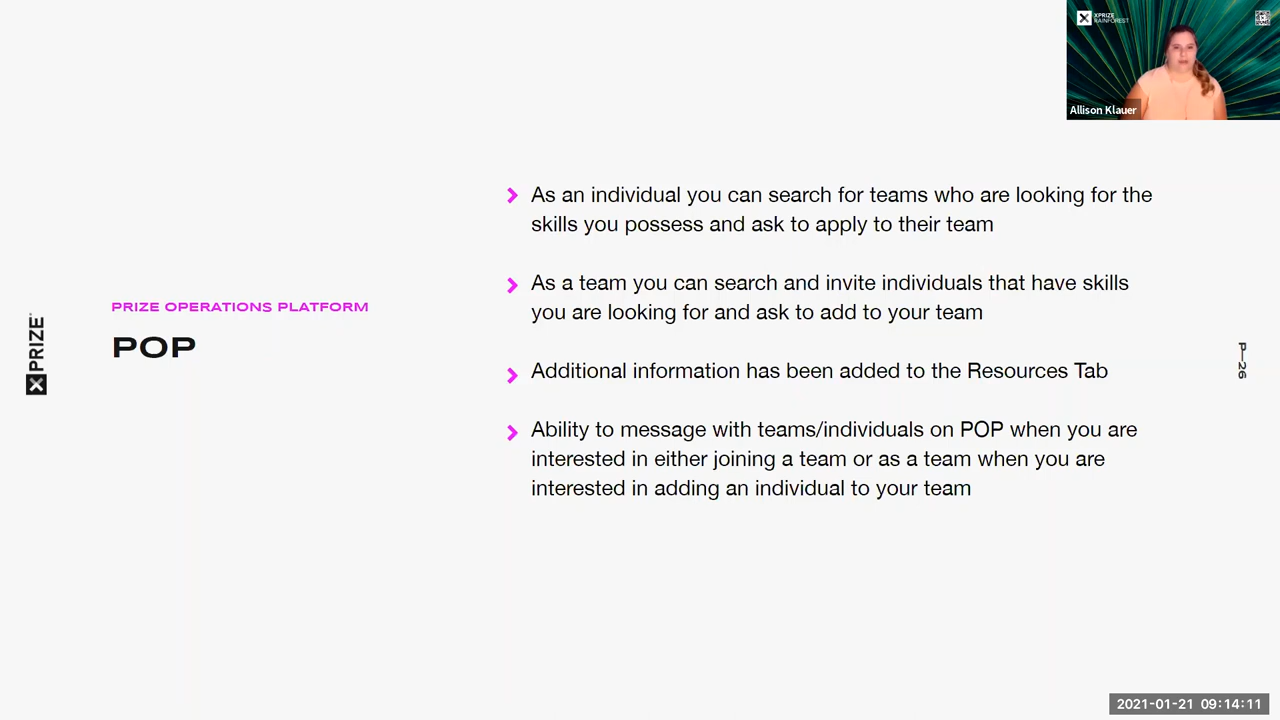 XPRIZE
RAINFOREST
Allison Klauer
As an individual you can search for teams who are looking for the
skills you possess and ask to apply to their team
As a team you can search and invite individuals that have skills
you are looking for and ask to add to your team
PRIZE OPERATIONS PLATFORM
POP
XPRIZE
Additional information has been added to the Resources Tab
P—26
Ability to message with teams/individuals on POP when you are
interested in either joining a team or as a team when you are
interested in adding an individual to your team
2021-01-21 09:14:11